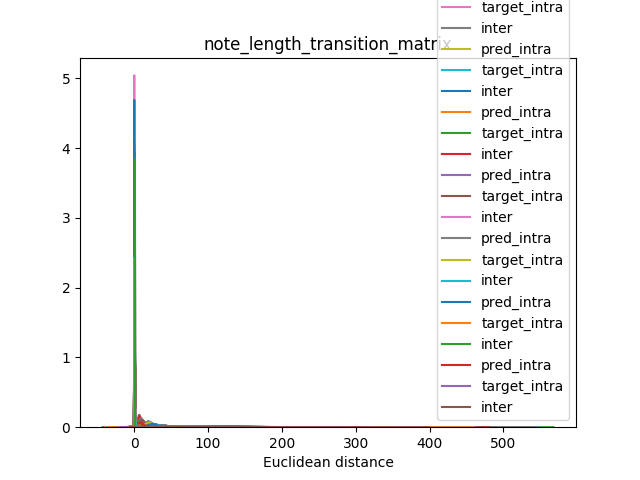 note_length_transition_matrix
target_intra
inter
pred_intra
target_intra
inter
pred_intra
target_intra
inter
pred_intra
target_intra
inter
pred_intra
target_intra
inter
pred_intra
target_intra
inter
pred_intra
target_intra
inter
5
4
3
2
1
0
0 100 200 300 400 500
Euclidean distance